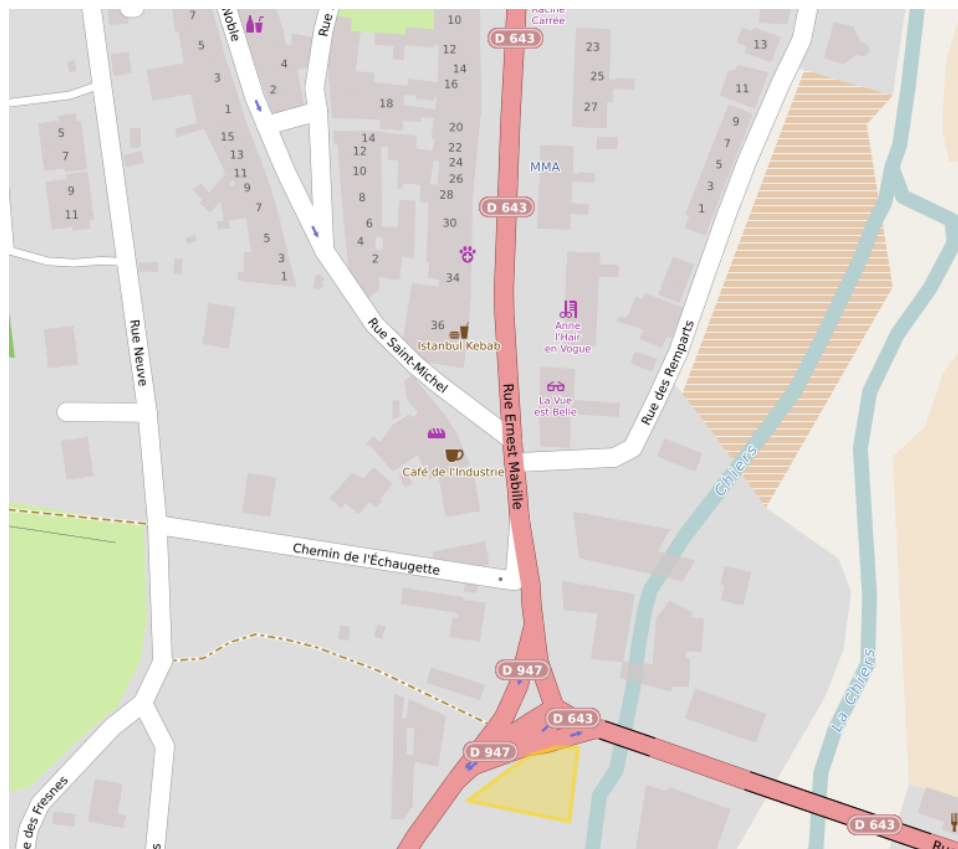 7
10
Racine
Carrée
D 643
Noble
Rue
5
12
23
13
4
14
3
16
25
2
11
18
27
1
9
5
15
14
20
7
13
12
22
MMA
7
11
10
24
5
9
26
3
9
8
28
1
11
7
D 643
6
30
5
4
3
2
1
34
36
Istanbul Kebab
Anne
l'Hair
en Vogue
Rue Neuve
Rue Saint-Michel
Rue des Remparts
La Vue
est Belle
Rue Ernest Mabille
Café de l'Industrie
Chiers
Chemin de l'Échaugette
D 947
La Chiers
D 643
D 947
e des Fresnes
D 643
s
Ru